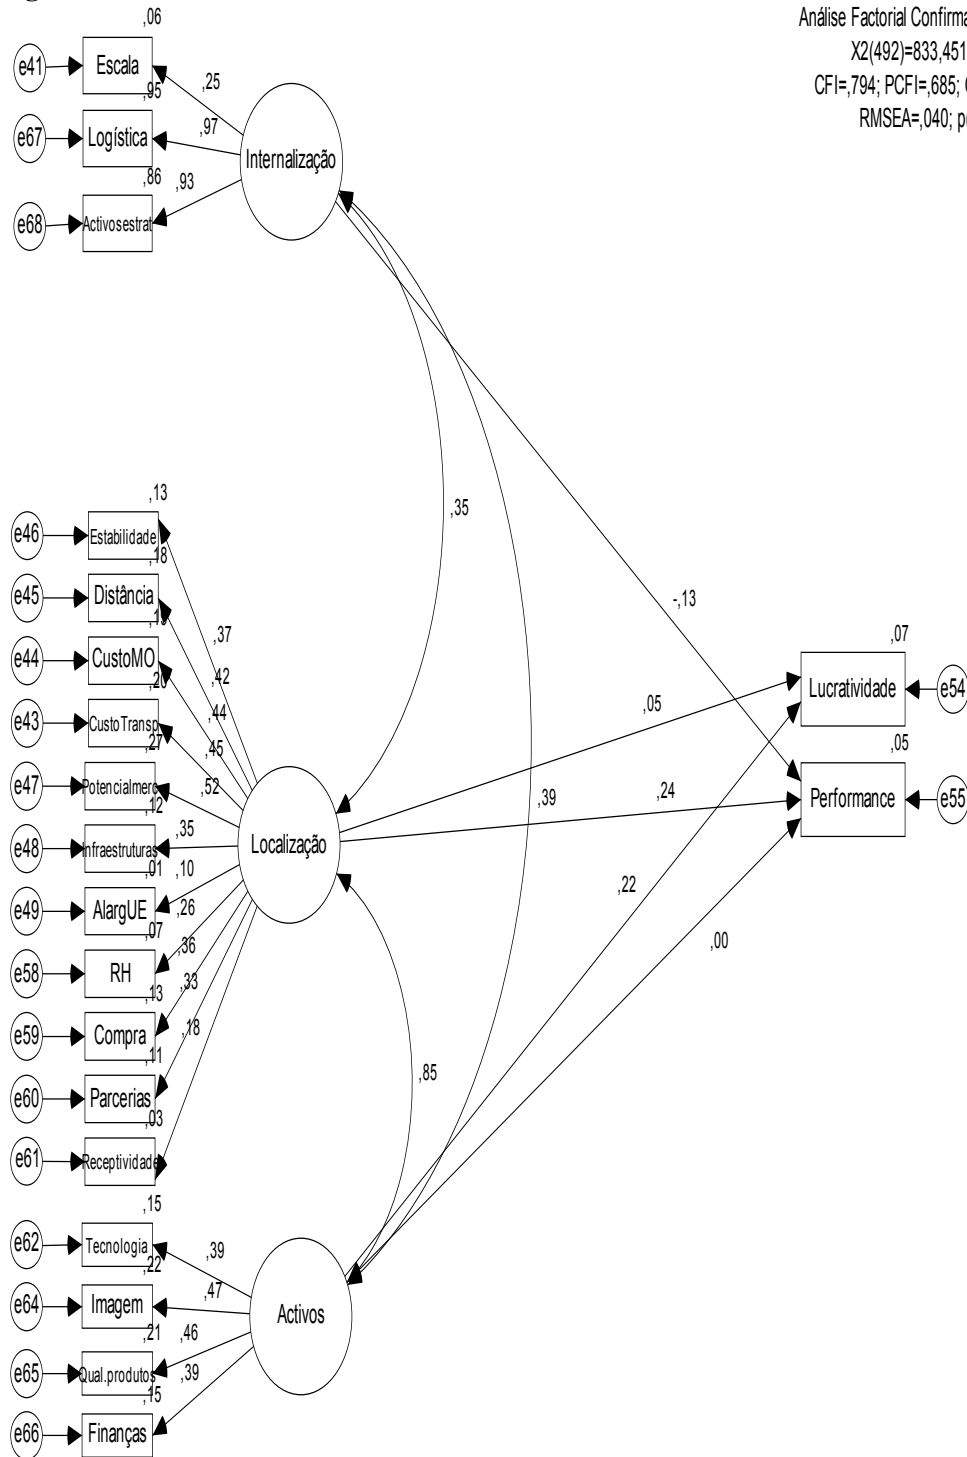 Análise Factorial Confirma
X2(492)=833,451
CFI=,794; PCFI=,685;
RMSEA=,040;
,06
e41
Escala
,25
,95
e67
Logística
,97
Internalização
,86
,93
e68
Activosestrat
,35
,13
e46
Estabilidade
,18
e45
Distância
,37
-,13
e44
CustoMO
,42
,07
,20
,44
Lucratividade
e54
e43
CustoTransp
,05
,27
,45
,05
e47
Potencialmerc
,52
,39
,24
Performance
e55
,12
e48
Infraestruturas
,35
Localização
,01
,10
e49
AlargUE
,26
,22
,07
,36
,00
e58
RH
,33
,13
,18
e59
Compra
,11
,85
e60
Parcerias
,03
e61
Receptividade
,15
e62
Tecnologia
,39
,22
,47
e64
Imagem
Activos
,21
,46
e65
Qual.produtos
,39
,15
e66
Finanças